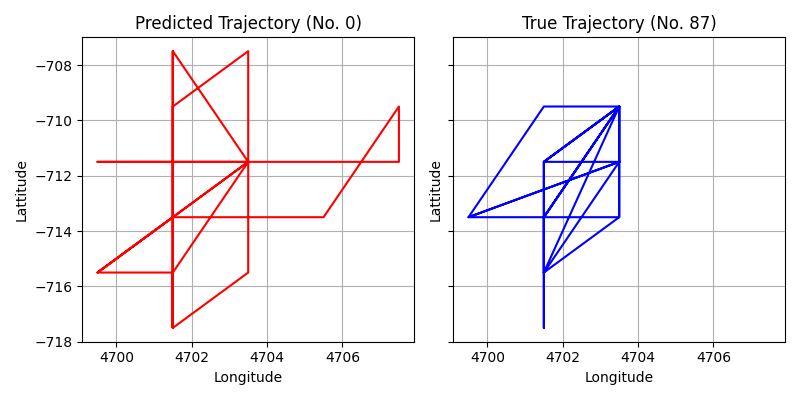 Predicted Trajectory (No. 0)
True Trajectory (No. 87)
−708
−710
−712
−714
−716
−718
Lattitude
4700 4702 4704 4706
Longitude
Lattitude
4700 4702 4704 4706
Longitude